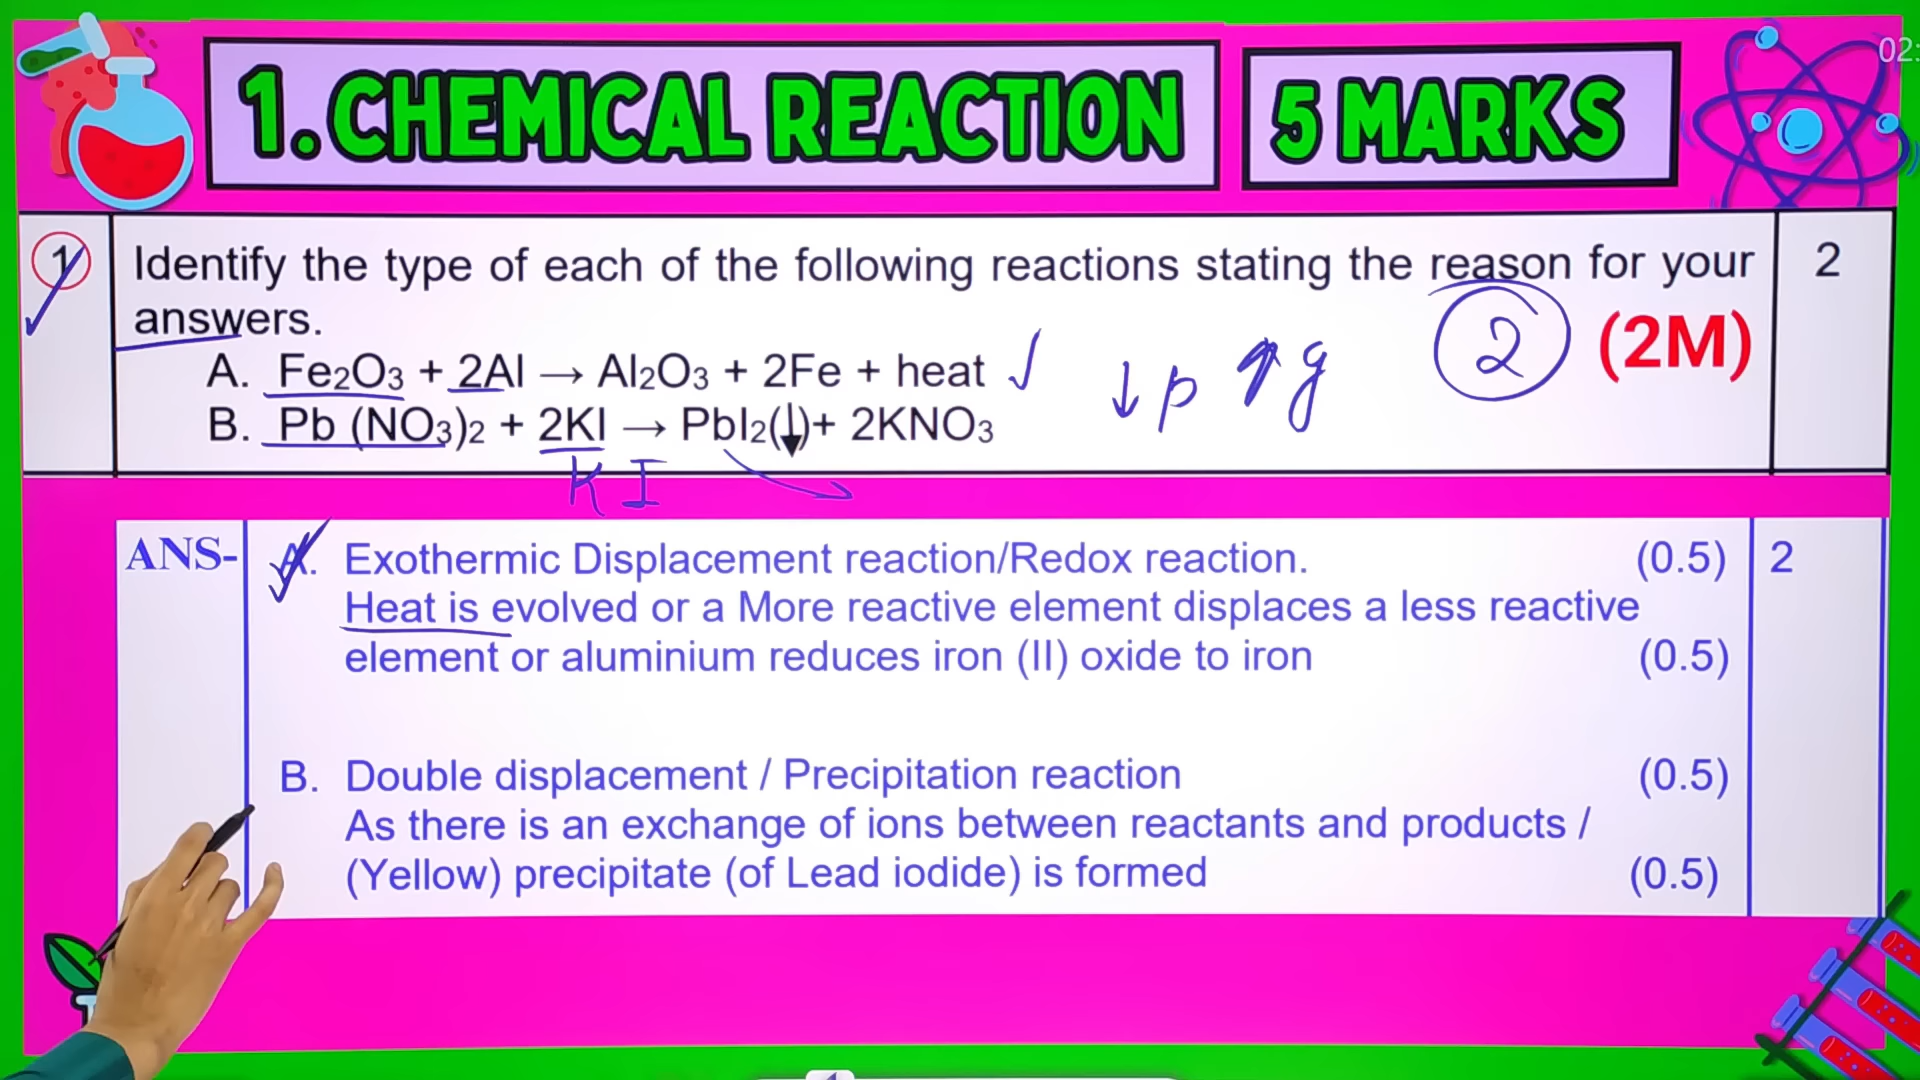 1. CHEMICAL REACTION
5 MARKS
02:
1
Identify the type of each of the following reactions stating the reason for your
answers.
2
A. Fe2O3 + 2Al → Al2O3 + 2Fe + heat
↓p ↑g
2
(2M)
B. Pb (NO3)2 + 2KI → PbI2(↓)+ 2KNO3
K I
ANS-
A. Exothermic Displacement reaction/Redox reaction. (0.5)
2
Heat is evolved or a More reactive element displaces a less reactive
element or aluminium reduces iron (II) oxide to iron (0.5)
B. Double displacement / Precipitation reaction (0.5)
As there is an exchange of ions between reactants and products /
(Yellow) precipitate (of Lead iodide) is formed (0.5)